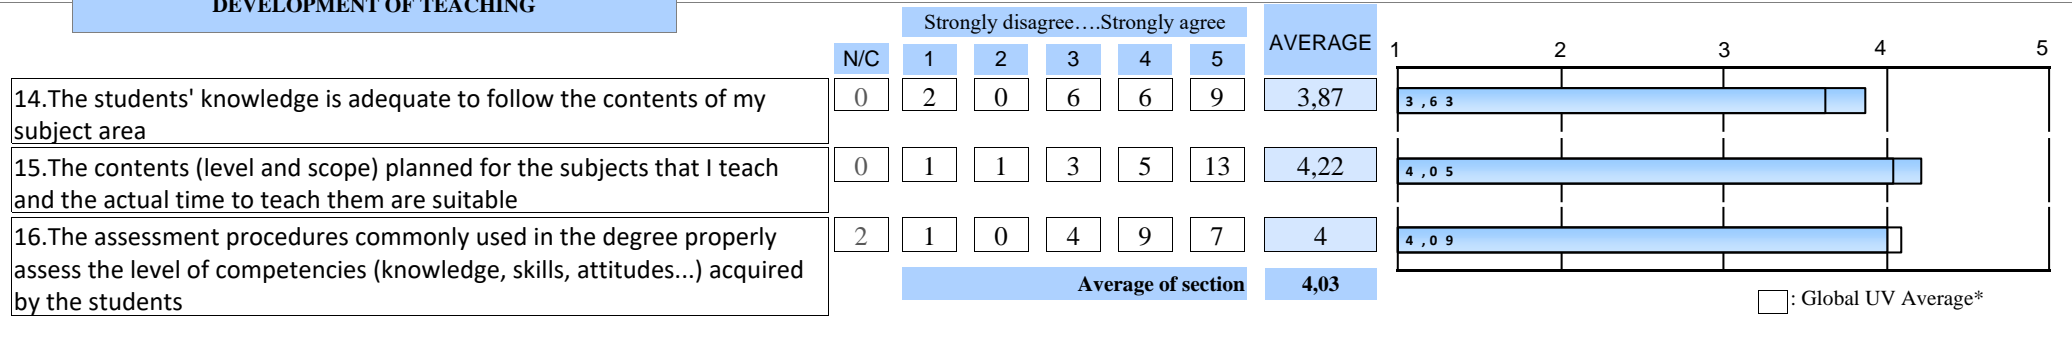 DEVELOPMENT OF TEACHING
Strongly disagree….Strongly agree
AVERAGE
N/C 1 2 3 4 5
1 2 3 4 5
14.The students' knowledge is adequate to follow the contents of my
subject area
0 2 0 6 6 9 3,87
3,63
15.The contents (level and scope) planned for the subjects that I teach
and the actual time to teach them are suitable
0 1 1 3 5 13 4,22
4,05
16.The assessment procedures commonly used in the degree properly
assess the level of competencies (knowledge, skills, attitudes...) acquired
by the students
2 1 0 4 9 7 4
4,09
Average of section 4,03
: Global UV Average*